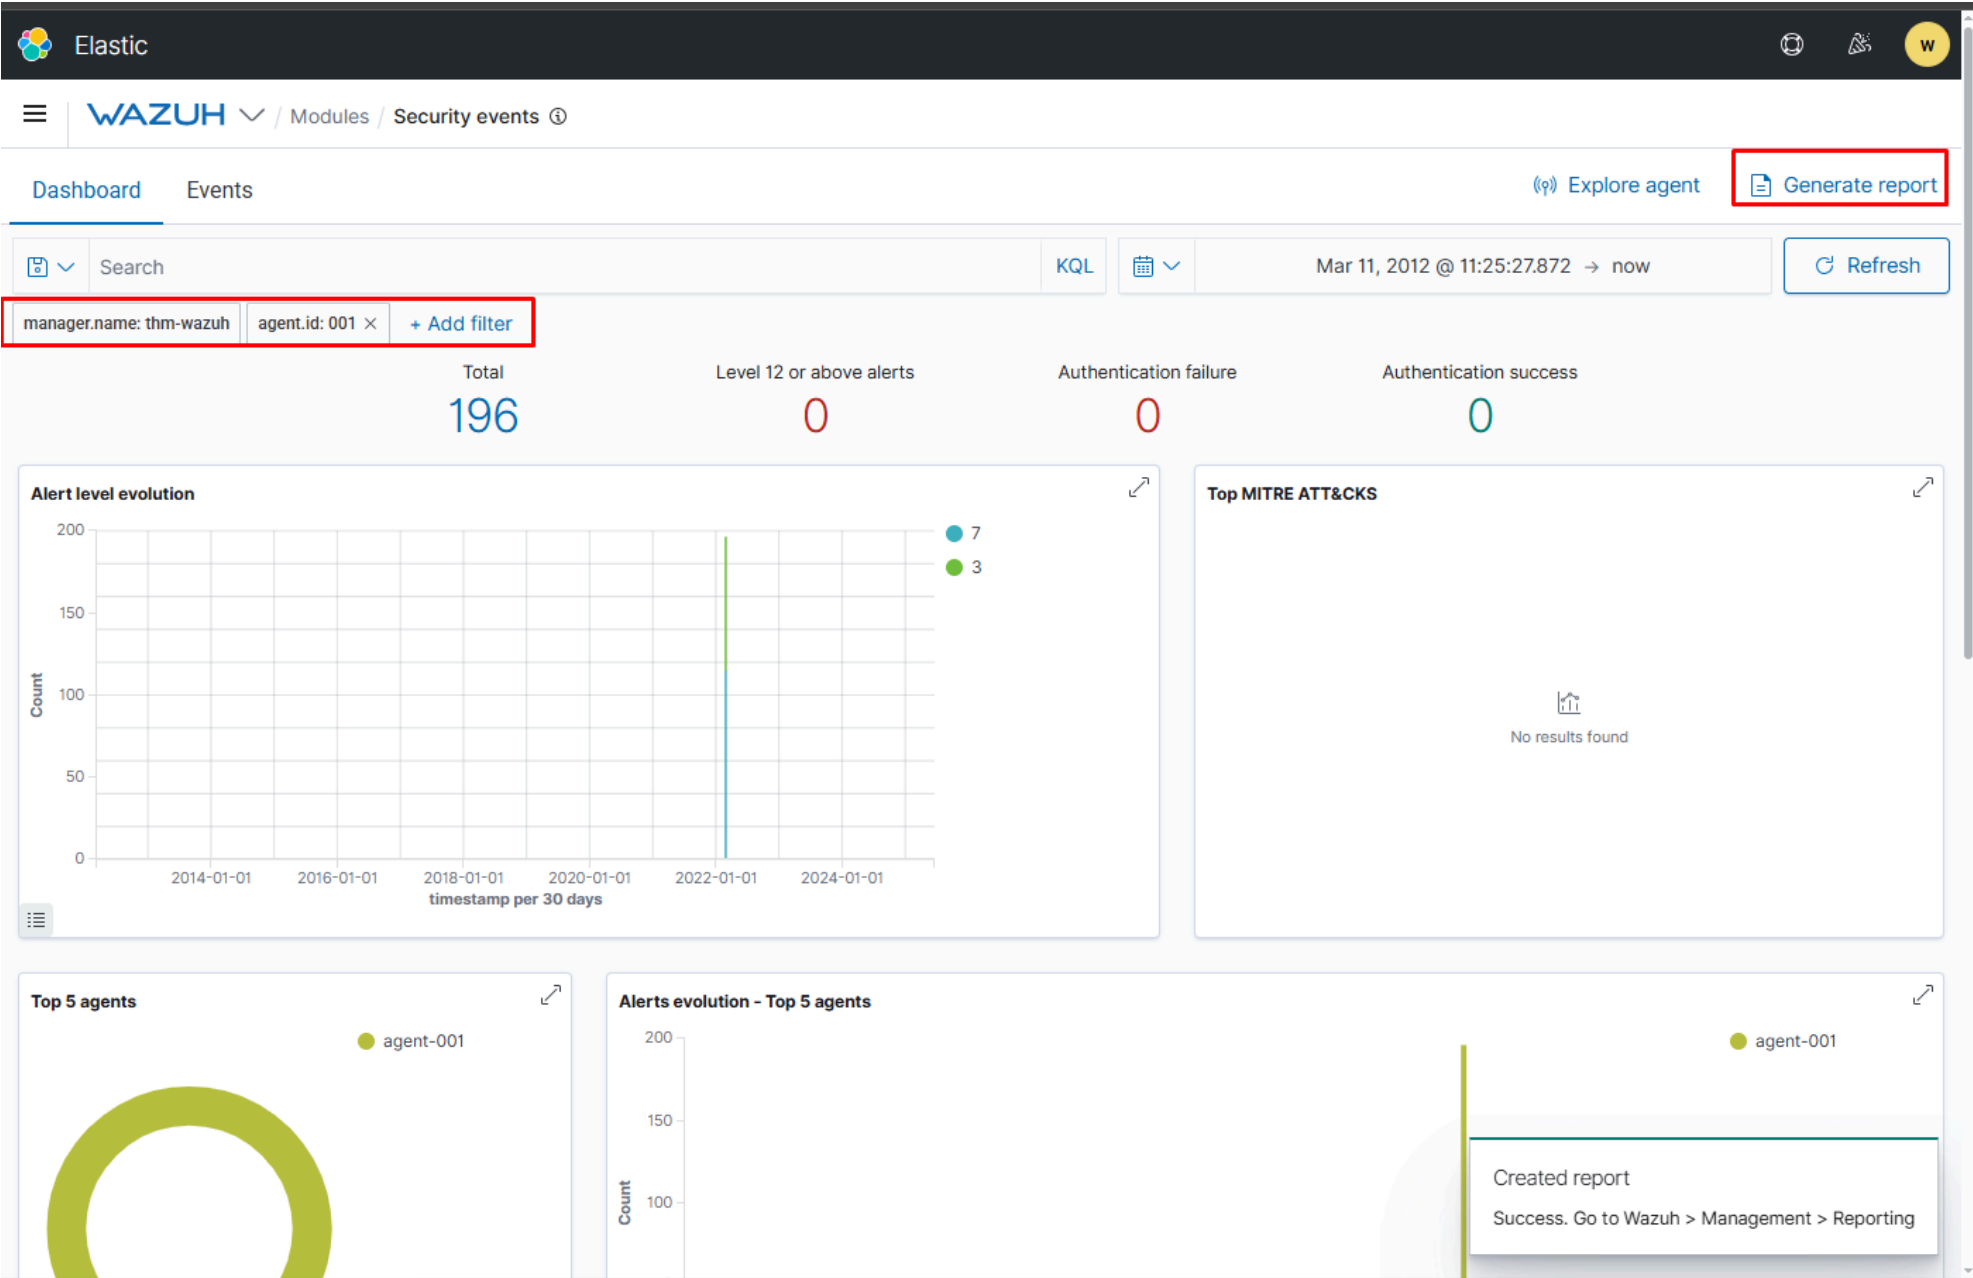 Elastic
W
WAZUH / Modules / Security events
Dashboard Events Explore agent Generate report
Search KQL Mar 11, 2012 @ 11:25:27.872 → now Refresh
manager.name: thm-wazuh agent.id: 001 × + Add filter
Total Level 12 or above alerts Authentication failure Authentication success
196 0 0 0
Alert level evolution
200
150
100
50
0
Count
2014-01-01 2016-01-01 2018-01-01 2020-01-01 2022-01-01 2024-01-01
timestamp per 30 days
7
3
Top MITRE ATT&CKS
No results found
Top 5 agents
agent-001
Alerts evolution - Top 5 agents
200
150
100
Count
agent-001
Created report
Success. Go to Wazuh > Management > Reporting